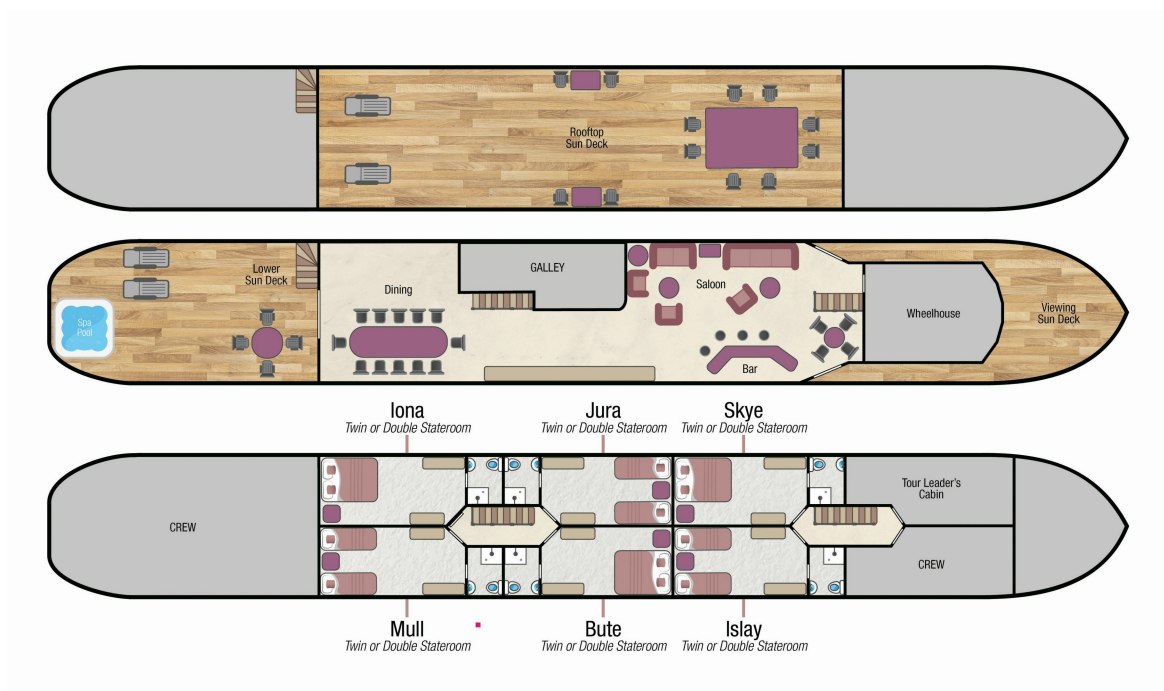 Rooftop
Sun Deck
Lower
Sun Deck
Spa
Pool
Dining
GALLEY
Saloon
Bar
Wheelhouse
Viewing
Sun Deck
Iona
Twin or Double Stateroom
Jura
Twin or Double Stateroom
Skye
Twin or Double Stateroom
CREW
Tour Leader's
Cabin
CREW
Mull
Twin or Double Stateroom
Bute
Twin or Double Stateroom
Islay
Twin or Double Stateroom